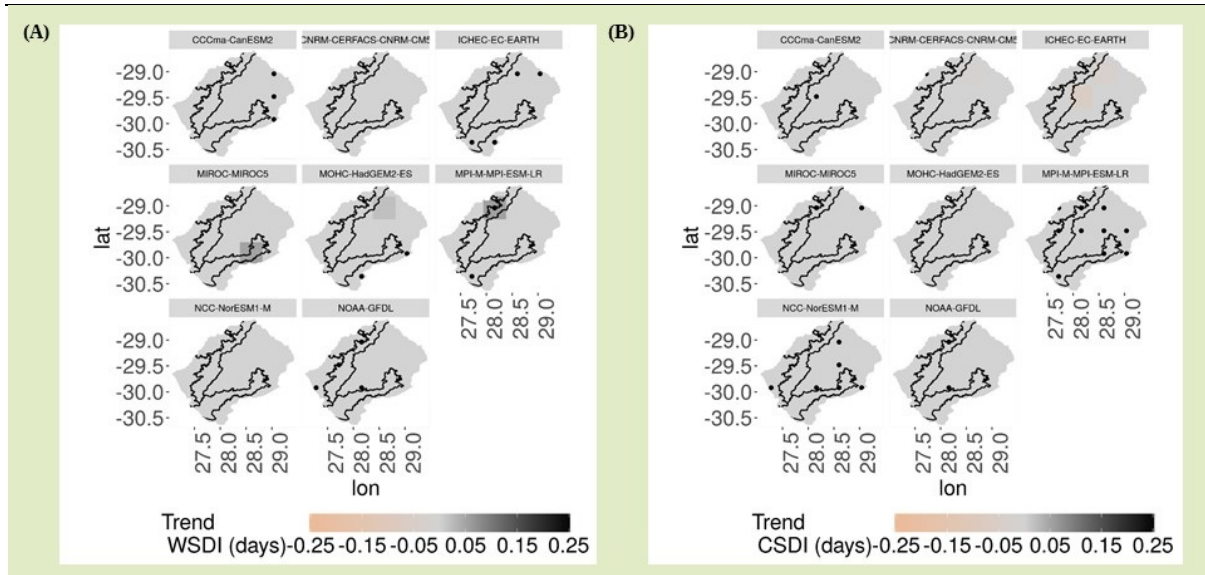 (A)
CCCma-CanESM2 CNRM-CERFACS-CNRM-CM5 ICHEC-EC-EARTH
-29.0
-29.5
-30.0
-30.5
MIROC-MIROC5 MOHC-HadGEM2-ES MPI-M-MPI-ESM-LR
lat
-29.0
-29.5
-30.0
-30.5
27.5 28.0 28.5 29.0
NCC-NorESM1-M NOAA-GFDL
-29.0
-29.5
-30.0
-30.5
27.5 28.0 28.5 29.0 27.5 28.0 28.5 29.0
lon
Trend
WSDI (days) -0.25 -0.15 -0.05 0.05 0.15 0.25
(B)
CCCma-CanESM2 CNRM-CERFACS-CNRM-CM5 ICHEC-EC-EARTH
-29.0
-29.5
-30.0
-30.5
MIROC-MIROC5 MOHC-HadGEM2-ES MPI-M-MPI-ESM-LR
lat
-29.0
-29.5
-30.0
-30.5
27.5 28.0 28.5 29.0
NCC-NorESM1-M NOAA-GFDL
-29.0
-29.5
-30.0
-30.5
27.5 28.0 28.5 29.0 27.5 28.0 28.5 29.0
lon
Trend
CSDI (days) -0.25 -0.15 -0.05 0.05 0.15 0.25